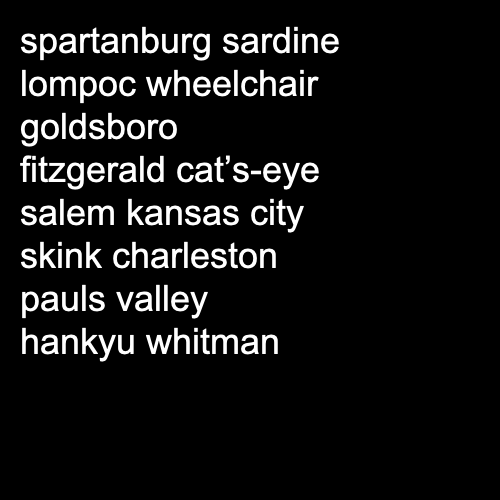 spartanburg sardine
lompoc wheelchair
goldsboro
fitzgerald cat’s-eye
salem kansas city
skink charleston
pauls valley
hankyu whitman